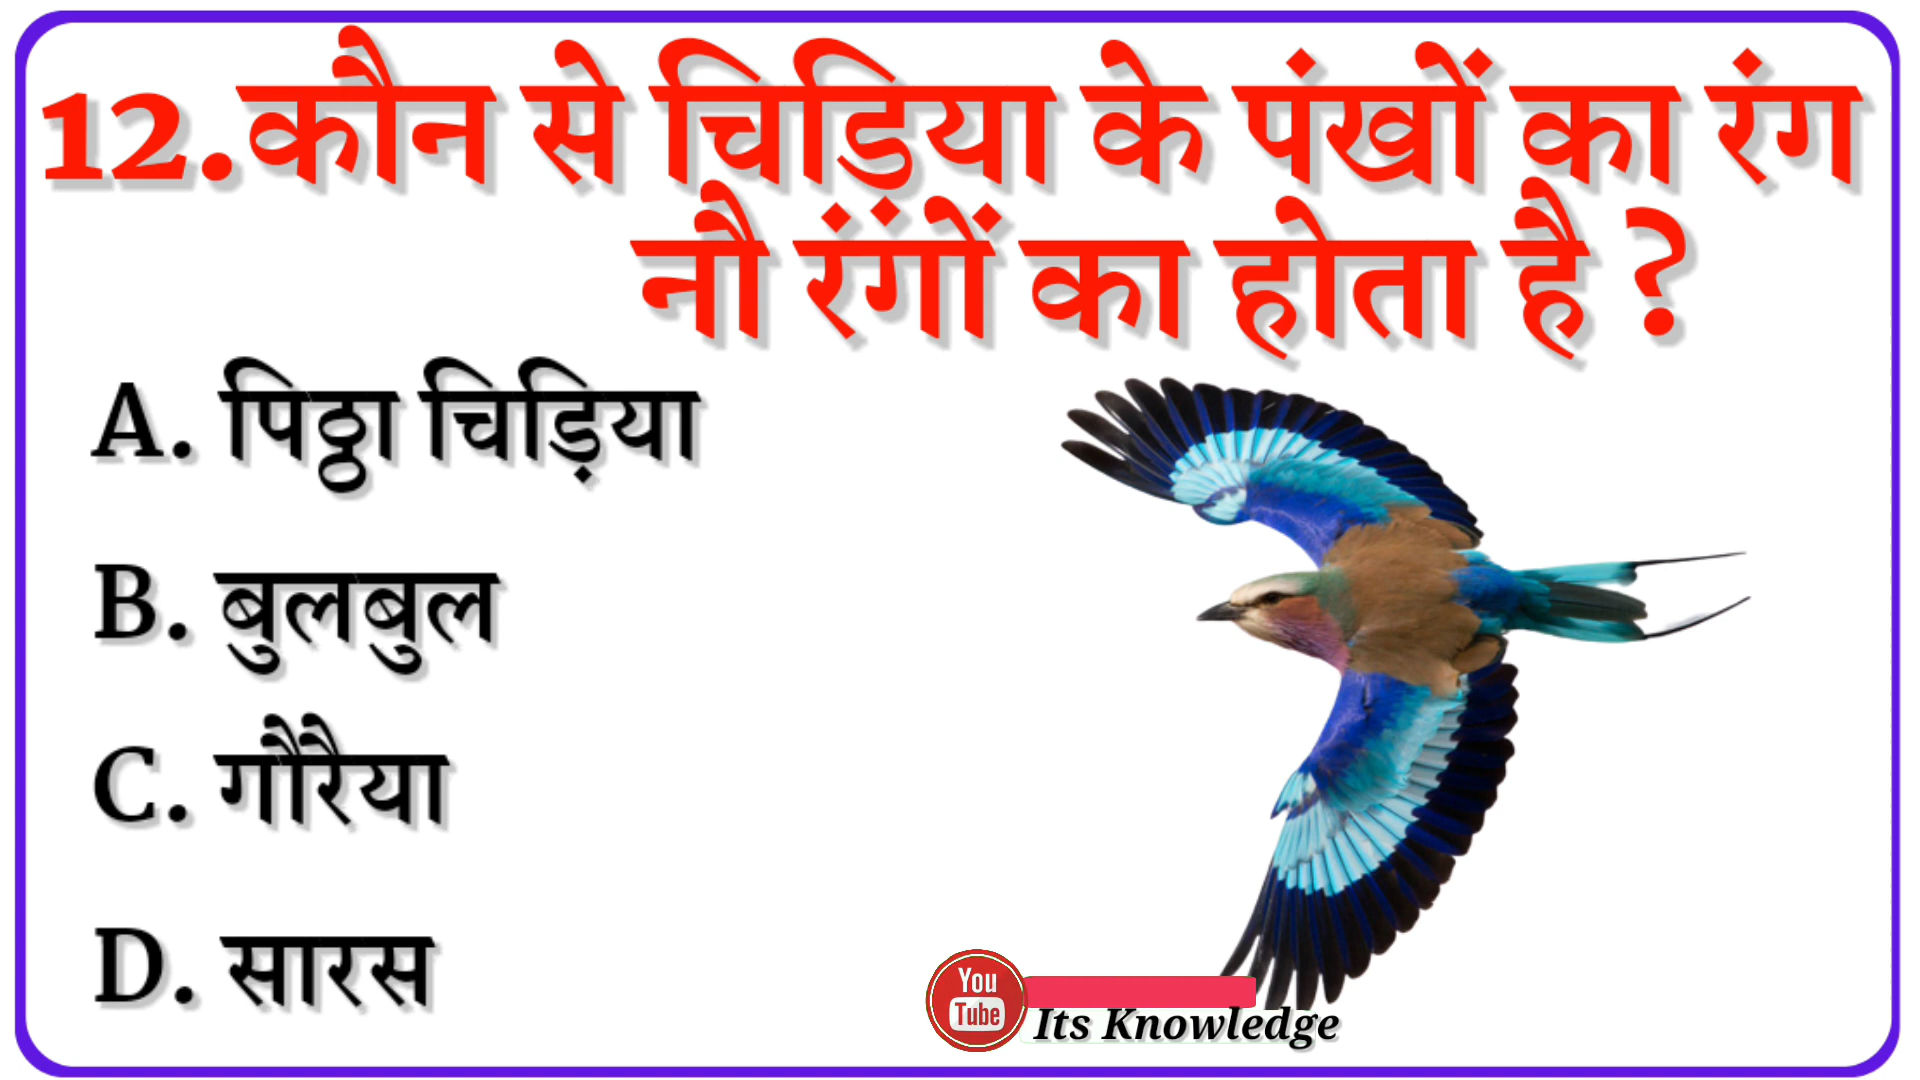 12.कौन से चिड़िया के पंखों का रंग
नौ रंगों का होता है ?
A. पिठ्ठा चिड़िया
B. बुलबुल
C. गौरैया
D. सारस
You
Tube
Its Knowledge